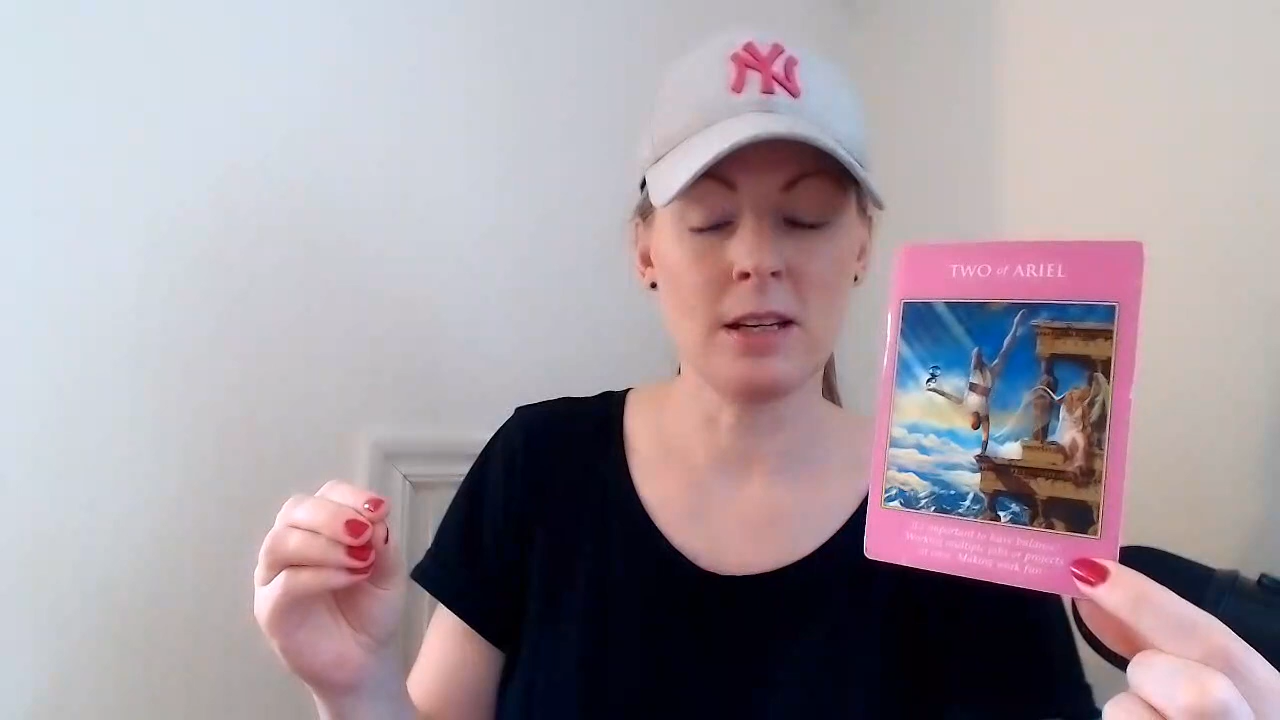 NY
TWO of ARIEL
It's important to have balance.
Working multiple jobs or projects
at once. Making work fun.